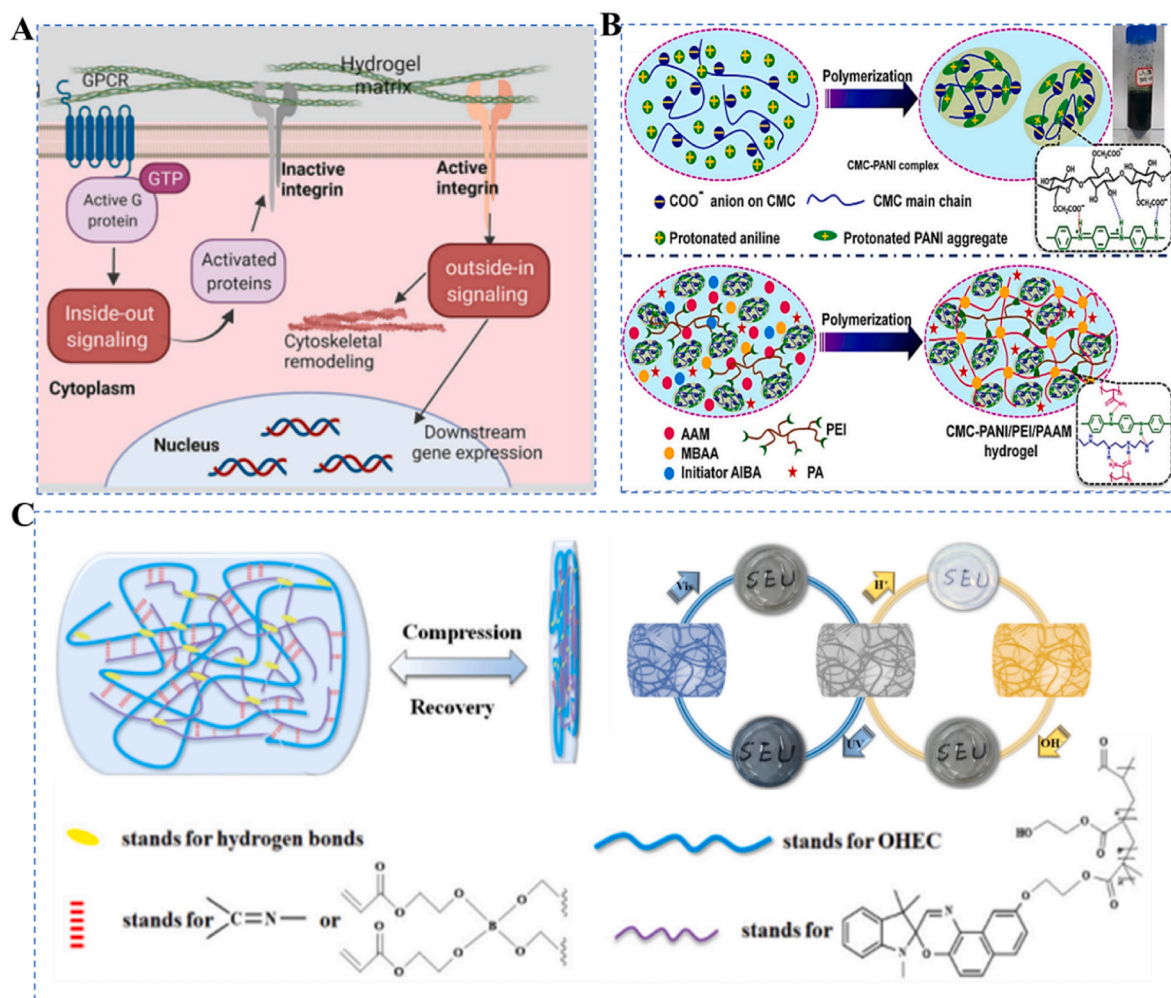 A
GPCR
Hydrogel
matrix
GTP
Active G
protein
Inactive
integrin
Active
integrin
Activated
proteins
Inside-out
signaling
outside-in
signaling
Cytoskeletal
remodeling
Cytoplasm
Nucleus
Downstream
gene expression
B
Polymerization
CMC-PANI complex
COO⁻ anion on CMC
CMC main chain
Protonated aniline
Protonated PANI aggregate
Polymerization
AAM
MBAA
Initiator AIBA
PEI
PA
CMC-PANI/PEI/PAAM
hydrogel
C
Compression
Recovery
Vis
SEU
H⁺
SEU
SEU
UV
SEU
OH
stands for hydrogen bonds
stands for OHEC
stands for
C=N
or
O
O
O
O
B
O
O
O
O
stands for
HO
O
O
O
O
O
N
N
O
O